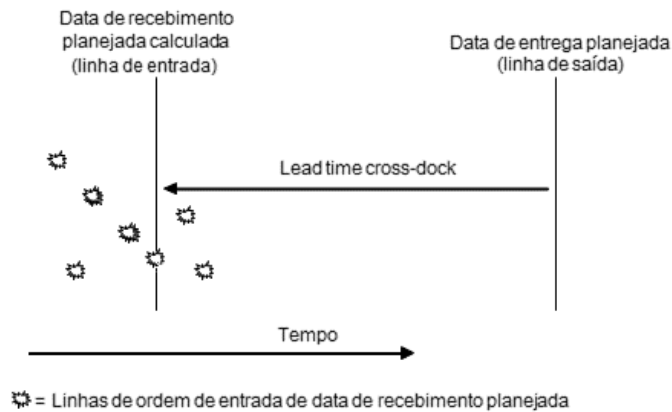 Data de recebimento
planejada calculada
(linha de entrada)
Data de entrega planejada
(linha de saída)
Lead time cross-dock
Tempo
= Linhas de ordem de entrada de data de recebimento planejada